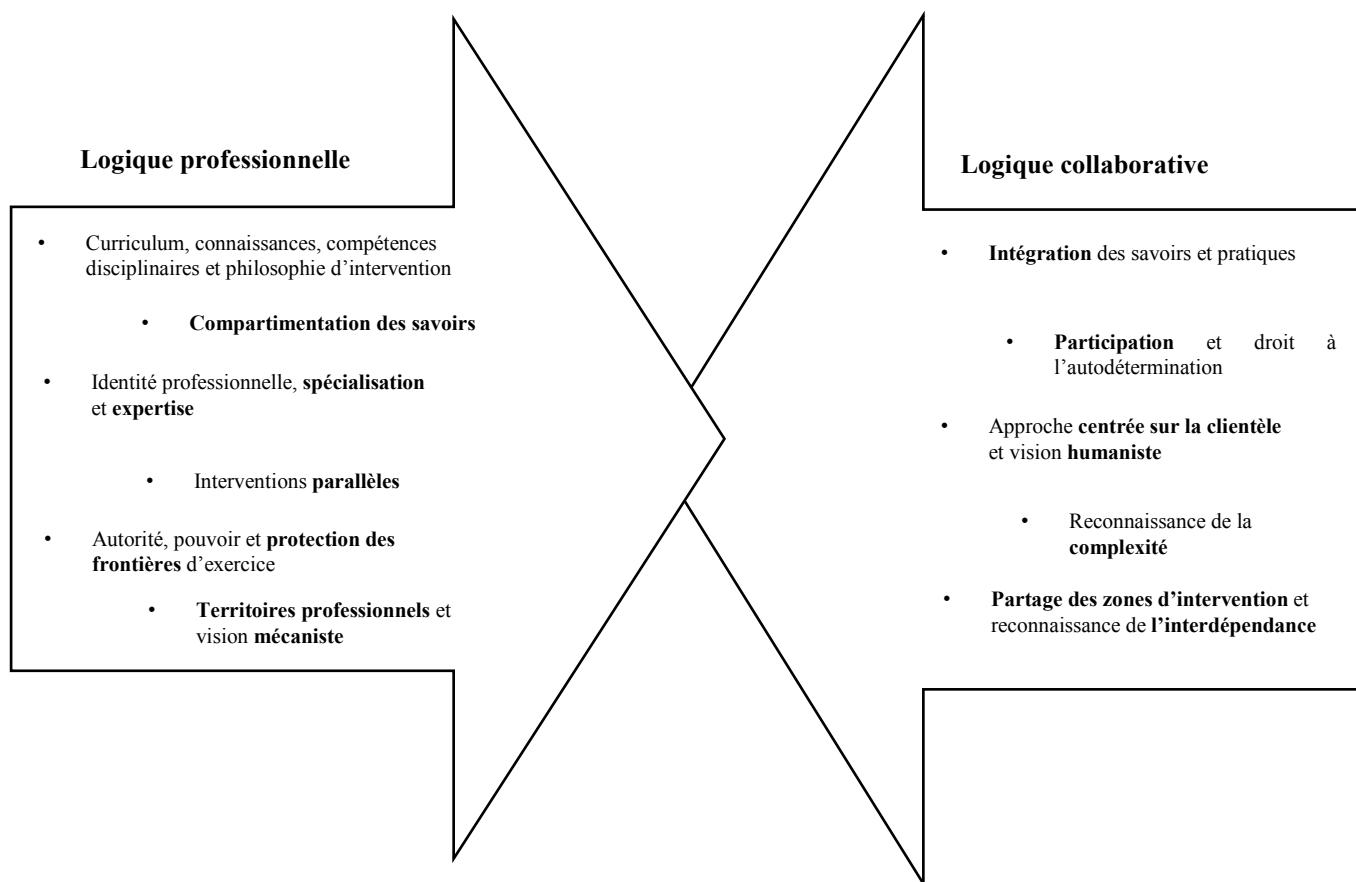 Logique professionnelle
• Curriculum, connaissances, compétences
disciplinaires et philosophie d’intervention
• Compartimentation des savoirs
• Identité professionnelle, spécialisation
et expertise
• Interventions parallèles
• Autorité, pouvoir et protection des
frontières d’exercice
• Territoires professionnels et
vision mécaniste
Logique collaborative
• Intégration des savoirs et pratiques
• Participation et droit à
l’autodétermination
• Approche centrée sur la clientèle
et vision humaniste
• Reconnaissance de la
complexité
• Partage des zones d’intervention et
reconnaissance de l’interdépendance